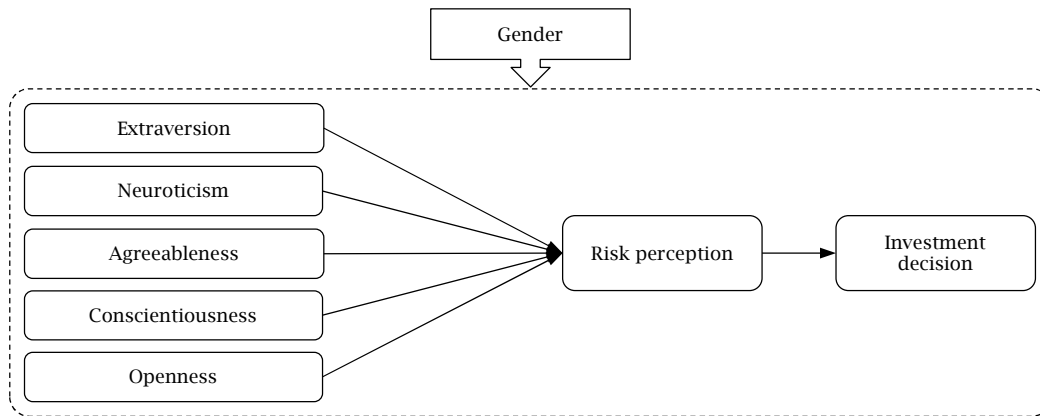 Gender
Extraversion
Neuroticism
Agreeableness
Conscientiousness
Openness
Risk perception
Investment
decision